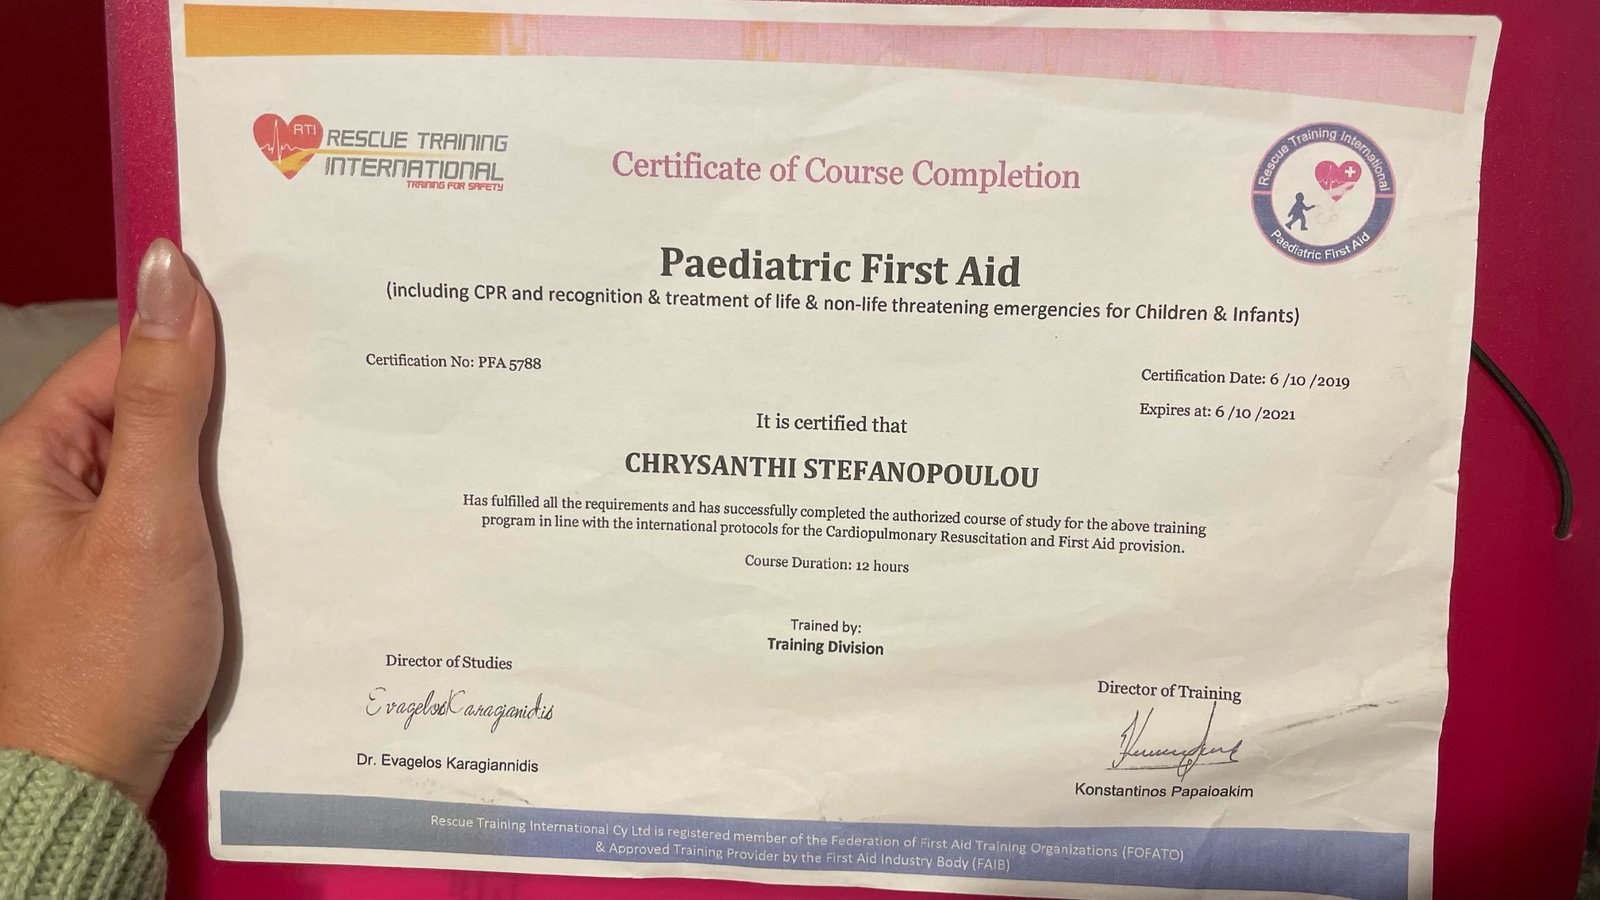 RTI
RESCUE TRAINING
INTERNATIONAL
TRAINING FOR SAFETY
Certificate of Course Completion
Rescue Training International
Paediatric First Aid
Paediatric First Aid
(including CPR and recognition & treatment of life & non-life threatening emergencies for Children & Infants)
Certification No: PFA 5788
Certification Date: 6 /10 /2019
Expires at: 6 /10 /2021
It is certified that
CHRYSANTHI STEFANOPOULOU
Has fulfilled all the requirements and has successfully completed the authorized course of study for the above training
program in line with the international protocols for the Cardiopulmonary Resuscitation and First Aid provision.
Course Duration: 12 hours
Trained by:
Training Division
Director of Studies
Evagelos Karagianidis
Dr. Evagelos Karagiannidis
Director of Training
Konstantinos Papaioakim
Rescue Training International Cy Ltd is registered member of the Federation of First Aid Training Organizations (FOFATO)
& Approved Training Provider by the First Aid Industry Body (FAIB)